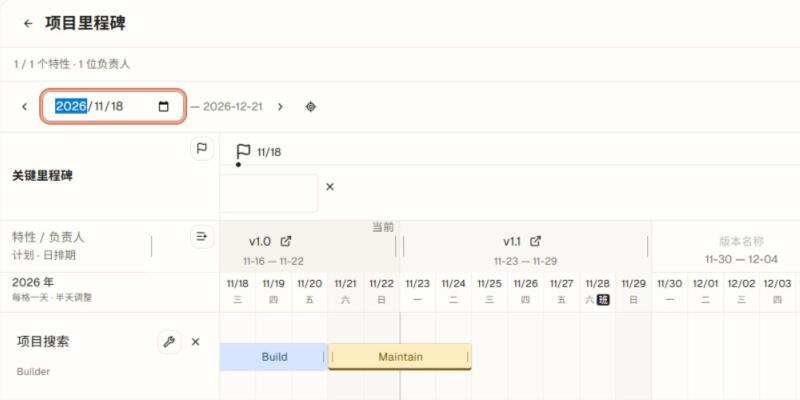 项目里程碑
1 / 1 个特性 · 1 位负责人
2026/11/18 — 2026-12-21
11/18
关键里程碑
当前
特性 / 负责人
计划 · 日排期
v1.0 v1.1 版本名称
11-16 — 11-22 11-23 — 11-29 11-30 — 12-04
2026 年
每格一天 · 半天调整
11/18 11/19 11/20 11/21 11/22 11/23 11/24 11/25 11/26 11/27 11/28 11/29 11/30 12/01 12/02 12/03
三 四 五 六 日 一 二 三 四 五 六 班 日 一 二 三 四
项目搜索
Builder
Build Maintain